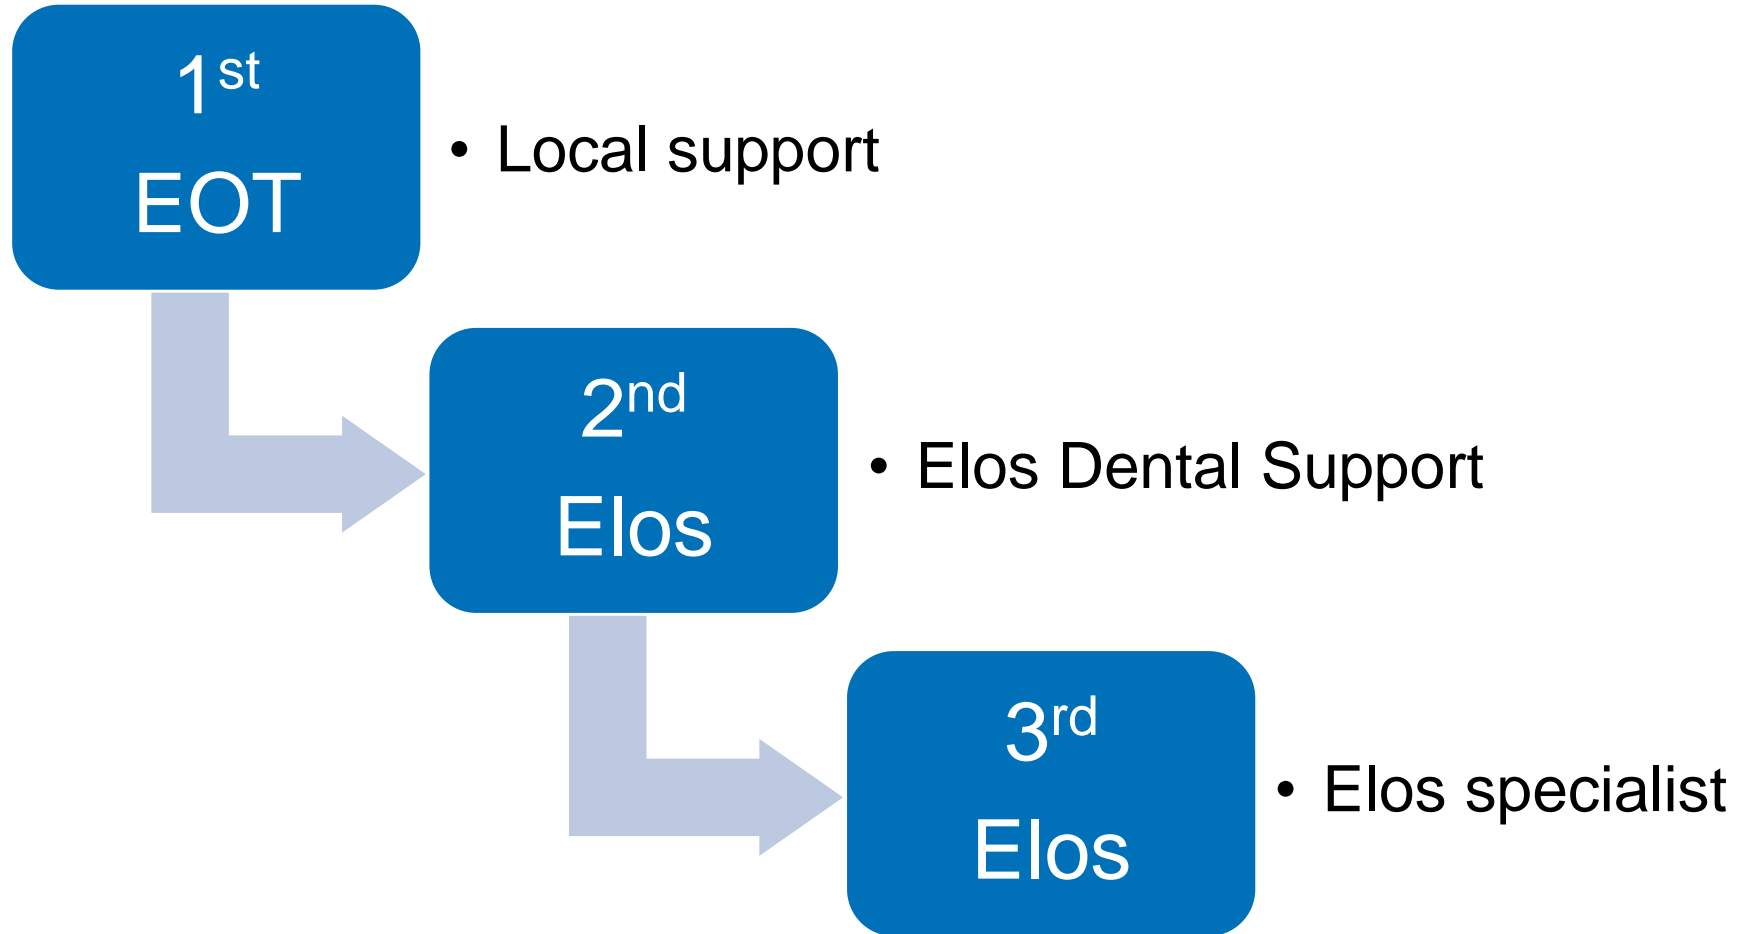 1st
EOT
• Local support
2nd
Elos
• Elos Dental Support
3rd
Elos
• Elos specialist